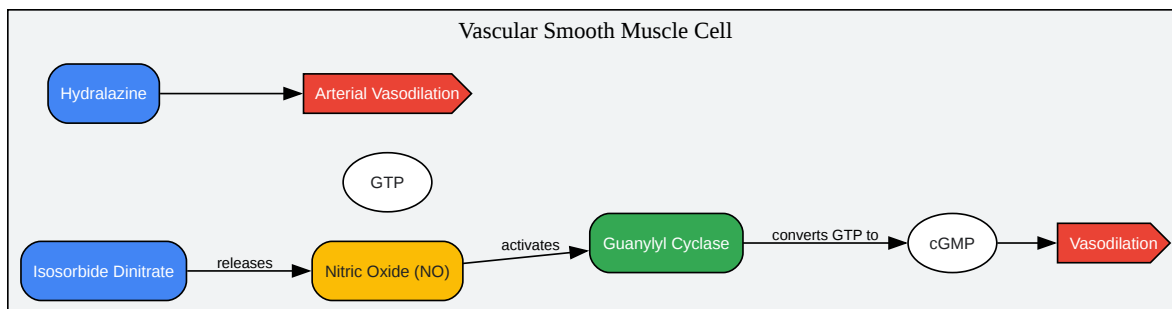 Vascular Smooth Muscle Cell
Hydralazine
Arterial Vasodilation
GTP
Isosorbide Dinitrate
releases
Nitric Oxide (NO)
activates
Guanylyl Cyclase
converts GTP to
cGMP
Vasodilation